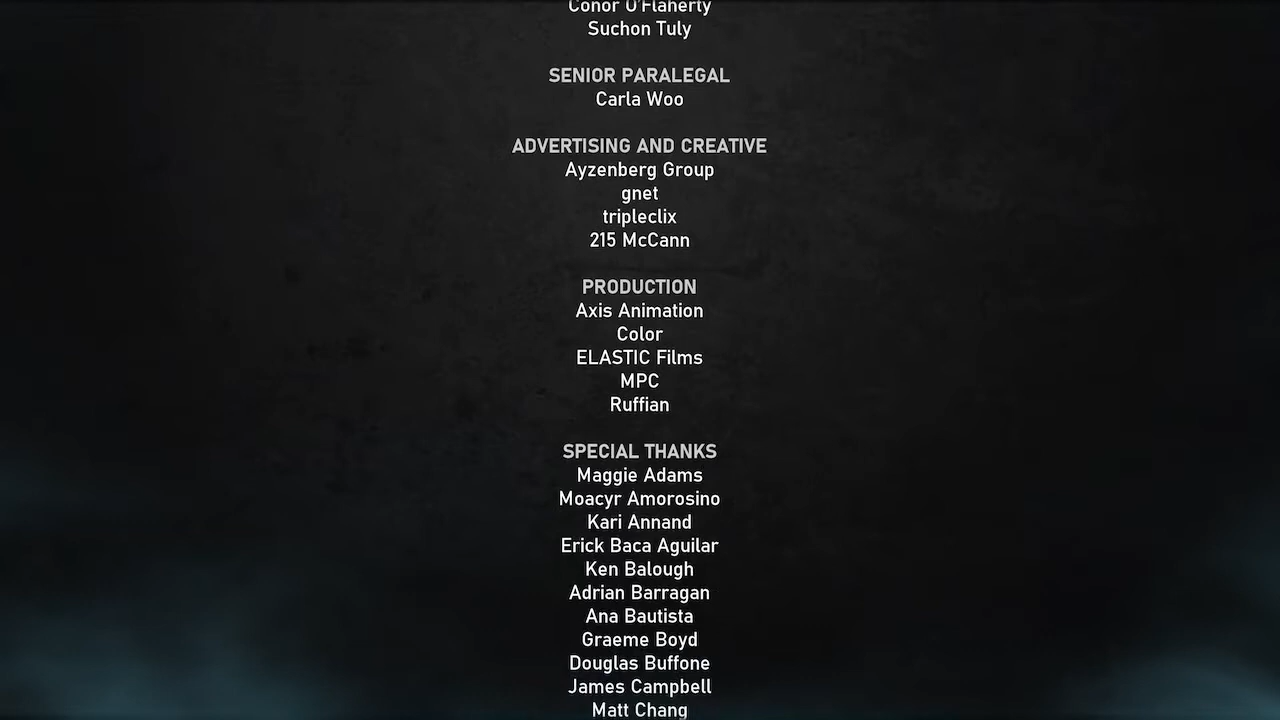 Conor O'Flaherty
Suchon Tuly
SENIOR PARALEGAL
Carla Woo
ADVERTISING AND CREATIVE
Ayzenberg Group
gnet
tripleclix
215 McCann
PRODUCTION
Axis Animation
Color
ELASTIC Films
MPC
Ruffian
SPECIAL THANKS
Maggie Adams
Moacyr Amorosino
Kari Annand
Erick Baca Aguilar
Ken Balough
Adrian Barragan
Ana Bautista
Graeme Boyd
Douglas Buffone
James Campbell
Matt Chang